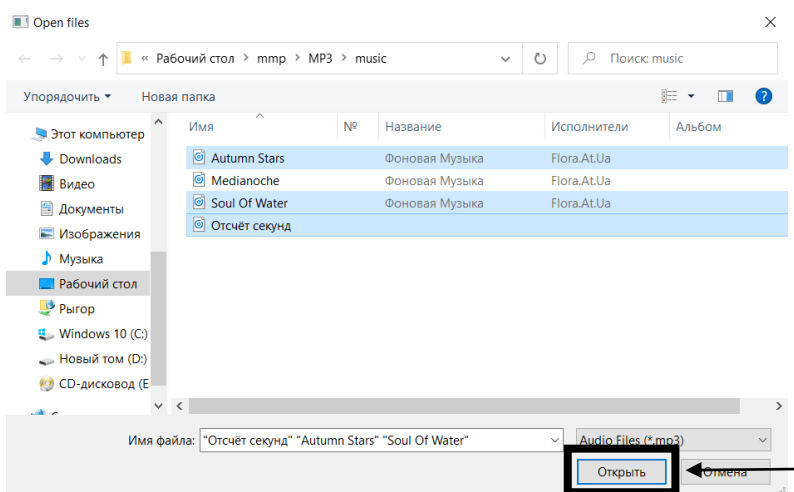 Open files
« Рабочий стол > mmp > MP3 > music
Поиск: music
Упорядочить Новая папка
Имя № Название Исполнители Альбом
Этот компьютер
Downloads
Видео
Документы
Изображения
Музыка
Рабочий стол
Рыгор
Windows 10 (C:)
Новый том (D:)
CD-дисковод (E
Autumn Stars Фоновая Музыка Flora.At.Ua
Medianoche Фоновая Музыка Flora.At.Ua
Soul Of Water Фоновая Музыка Flora.At.Ua
Отсчёт секунд
Имя файла: "Отсчёт секунд" "Autumn Stars" "Soul Of Water"
Audio Files (*.mp3)
Открыть Отмена